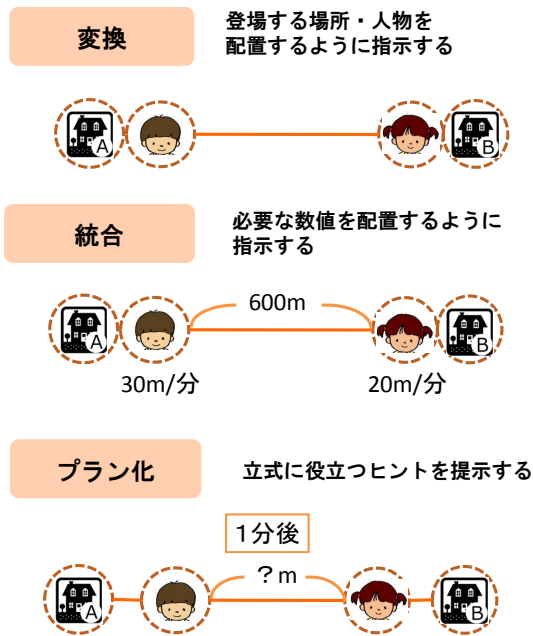 変換
登場する場所・人物を
配置するように指示する
A
B
統合
必要な数値を配置するように
指示する
600m
A
B
30m/分
20m/分
プラン化
立式に役立つヒントを提示する
１分後
？m
A
B